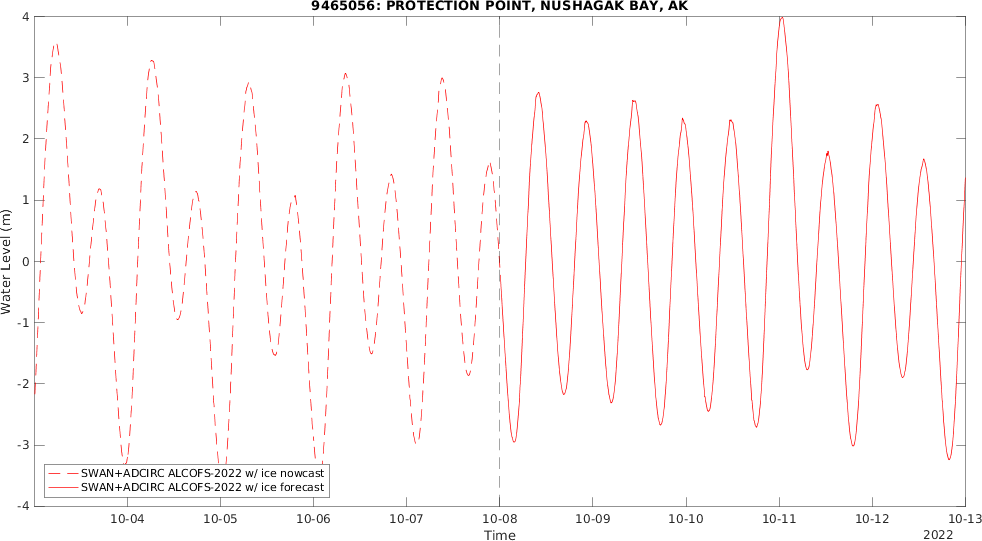 9465056: PROTECTION POINT, NUSHAGAK BAY, AK
4
3
2
1
0
-1
-2
-3
-4
Water Level (m)
SWAN+ADCIRC ALCOFS-2022 w/ ice nowcast
SWAN+ADCIRC ALCOFS-2022 w/ ice forecast
10-04 10-05 10-06 10-07 10-08 10-09 10-10 10-11 10-12 10-13
Time
2022